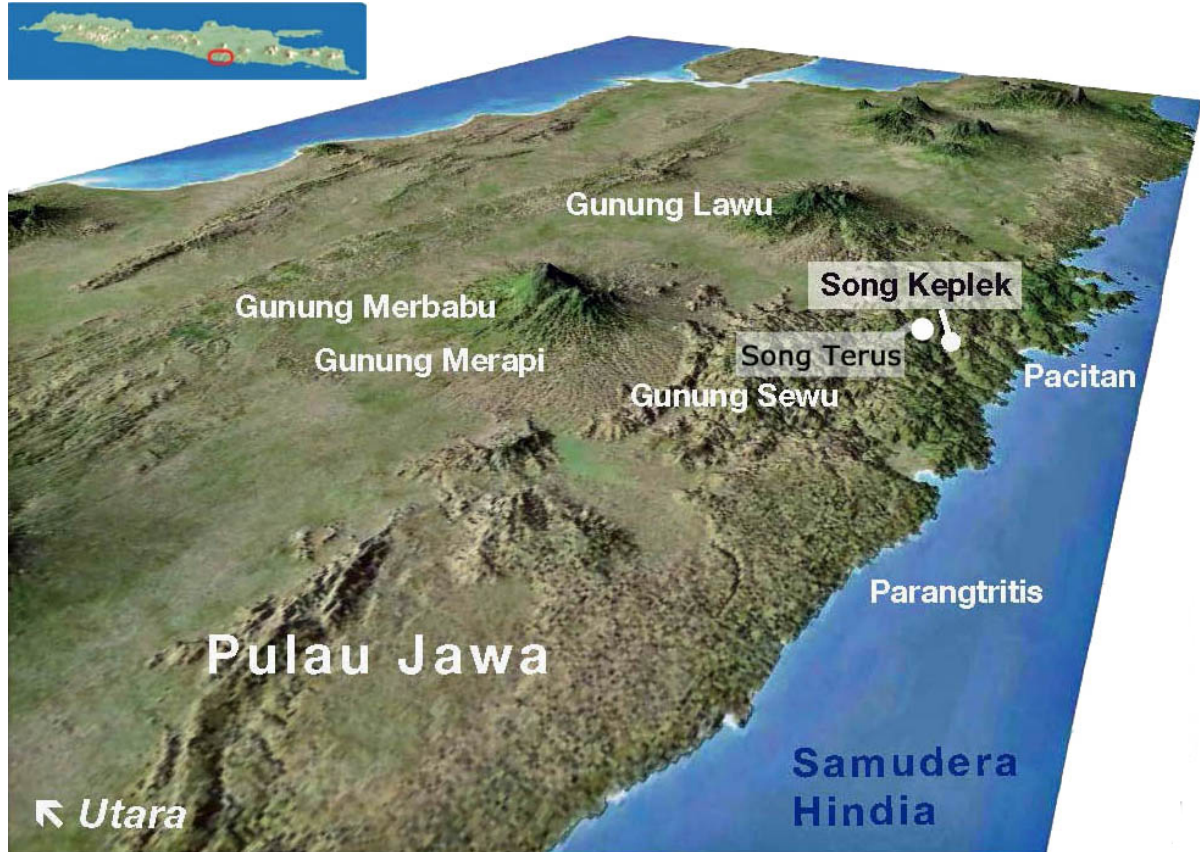 Gunung Lawu
Song Keplek
Gunung Merbabu
Song Terus
Gunung Merapi
Pacitan
Gunung Sewu
Parangtritis
Pulau Jawa
Samudera
Hindia
Utara